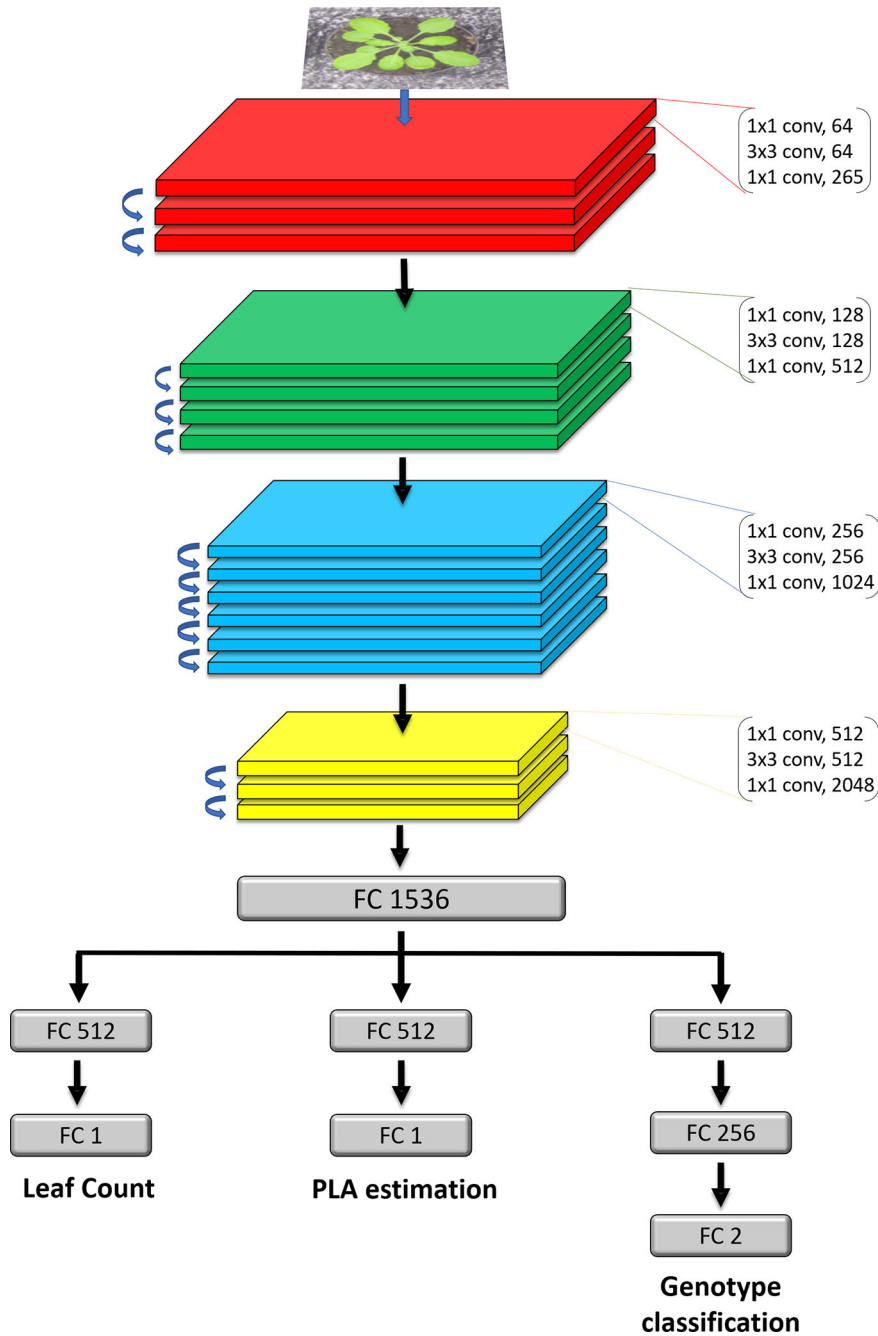 1x1 conv, 64
3x3 conv, 64
1x1 conv, 265
1x1 conv, 128
3x3 conv, 128
1x1 conv, 512
1x1 conv, 256
3x3 conv, 256
1x1 conv, 1024
1x1 conv, 512
3x3 conv, 512
1x1 conv, 2048
FC 1536
FC 512
FC 512
FC 512
FC 1
FC 1
FC 256
Leaf Count
PLA estimation
FC 2
Genotype
classification